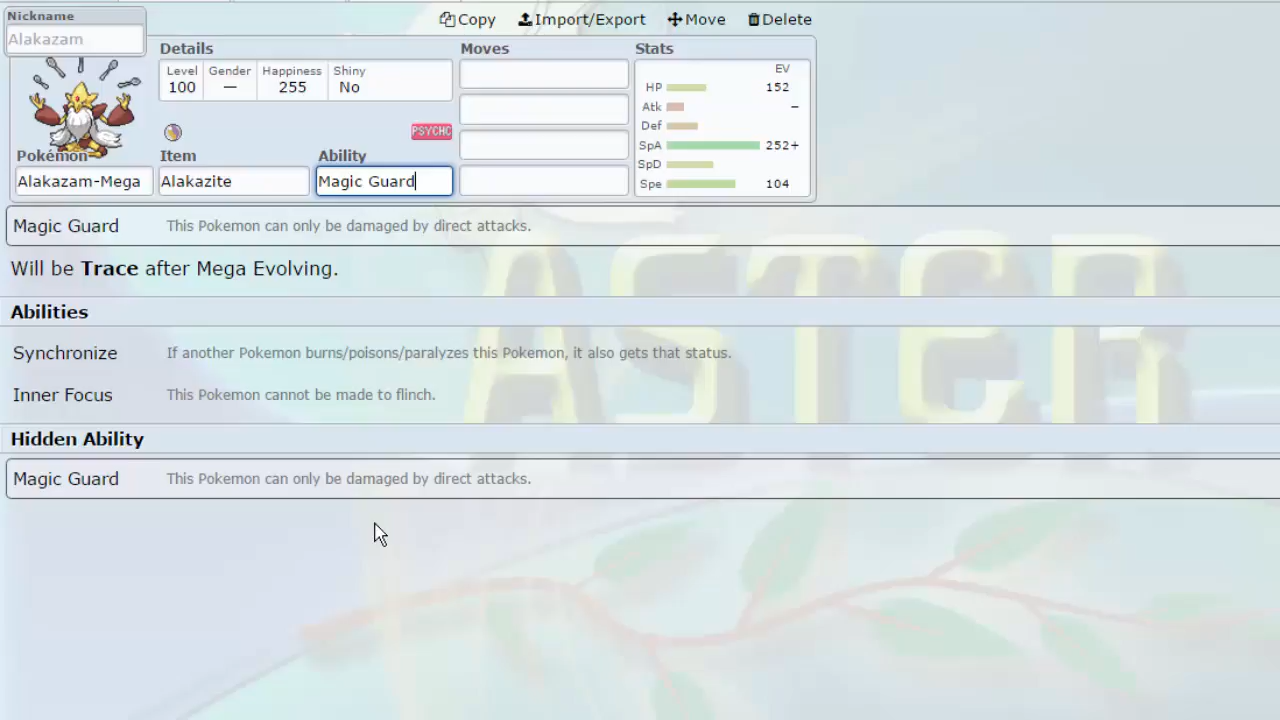 Nickname
Alakazam
Copy Import/Export Move Delete
Details
Level Gender Happiness Shiny
100 — 255 No
PSYCHC
Pokémon Item Ability
Alakazam-Mega Alakazite Magic Guard
Moves
Stats
EV
HP 152
Atk –
Def
SpA 252+
SpD
Spe 104
Magic Guard This Pokemon can only be damaged by direct attacks.
Will be Trace after Mega Evolving.
Abilities
Synchronize If another Pokemon burns/poisons/paralyzes this Pokemon, it also gets that status.
Inner Focus This Pokemon cannot be made to flinch.
Hidden Ability
Magic Guard This Pokemon can only be damaged by direct attacks.
ASTER